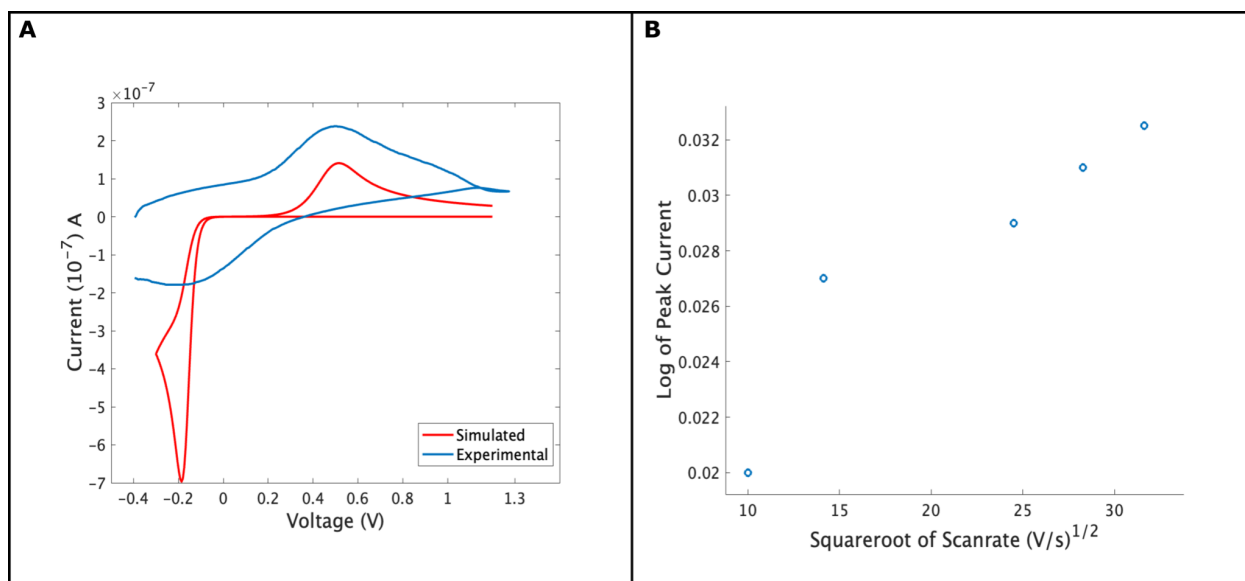 A
×10⁻⁷
3
2
1
0
−1
−2
−3
−4
−5
−6
−7
Current (10⁻⁷) A
−0.4 −0.2 0 0.2 0.4 0.6 0.8 1 1.3
Voltage (V)
Simulated
Experimental
B
0.032
0.03
0.028
0.026
0.024
0.022
0.02
Log of Peak Current
10 15 20 25 30
Squareroot of Scanrate (V/s)¹/²